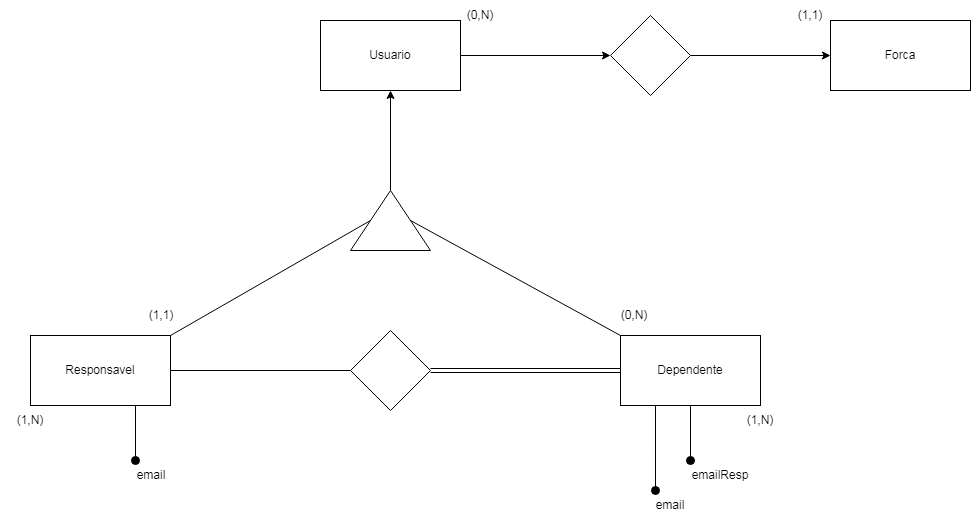 (0,N)
(1,1)
Usuario
Forca
(1,1)
(0,N)
Responsavel
Dependente
(1,N)
(1,N)
email
emailResp
email